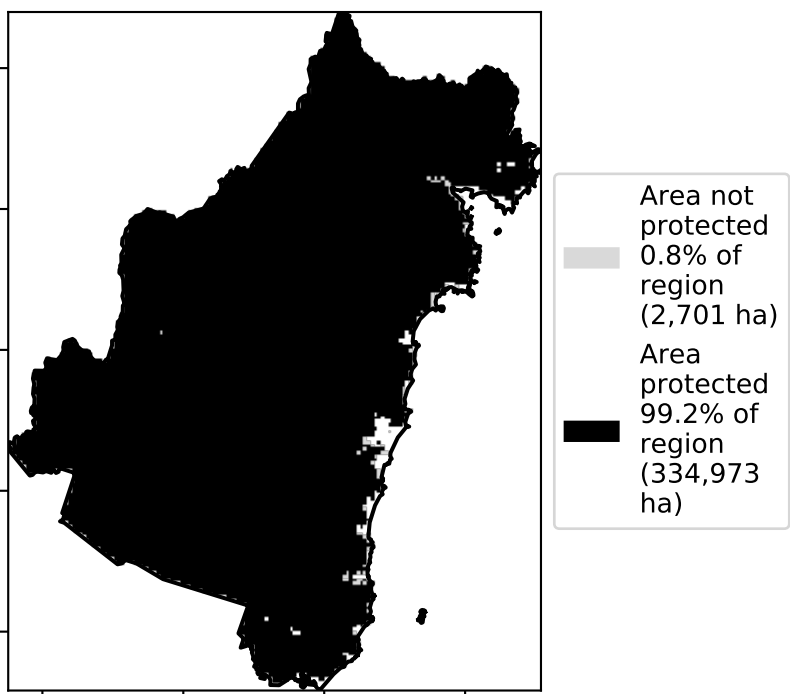 Area not
protected
0.8% of
region
(2,701 ha)
Area
protected
99.2% of
region
(334,973
ha)